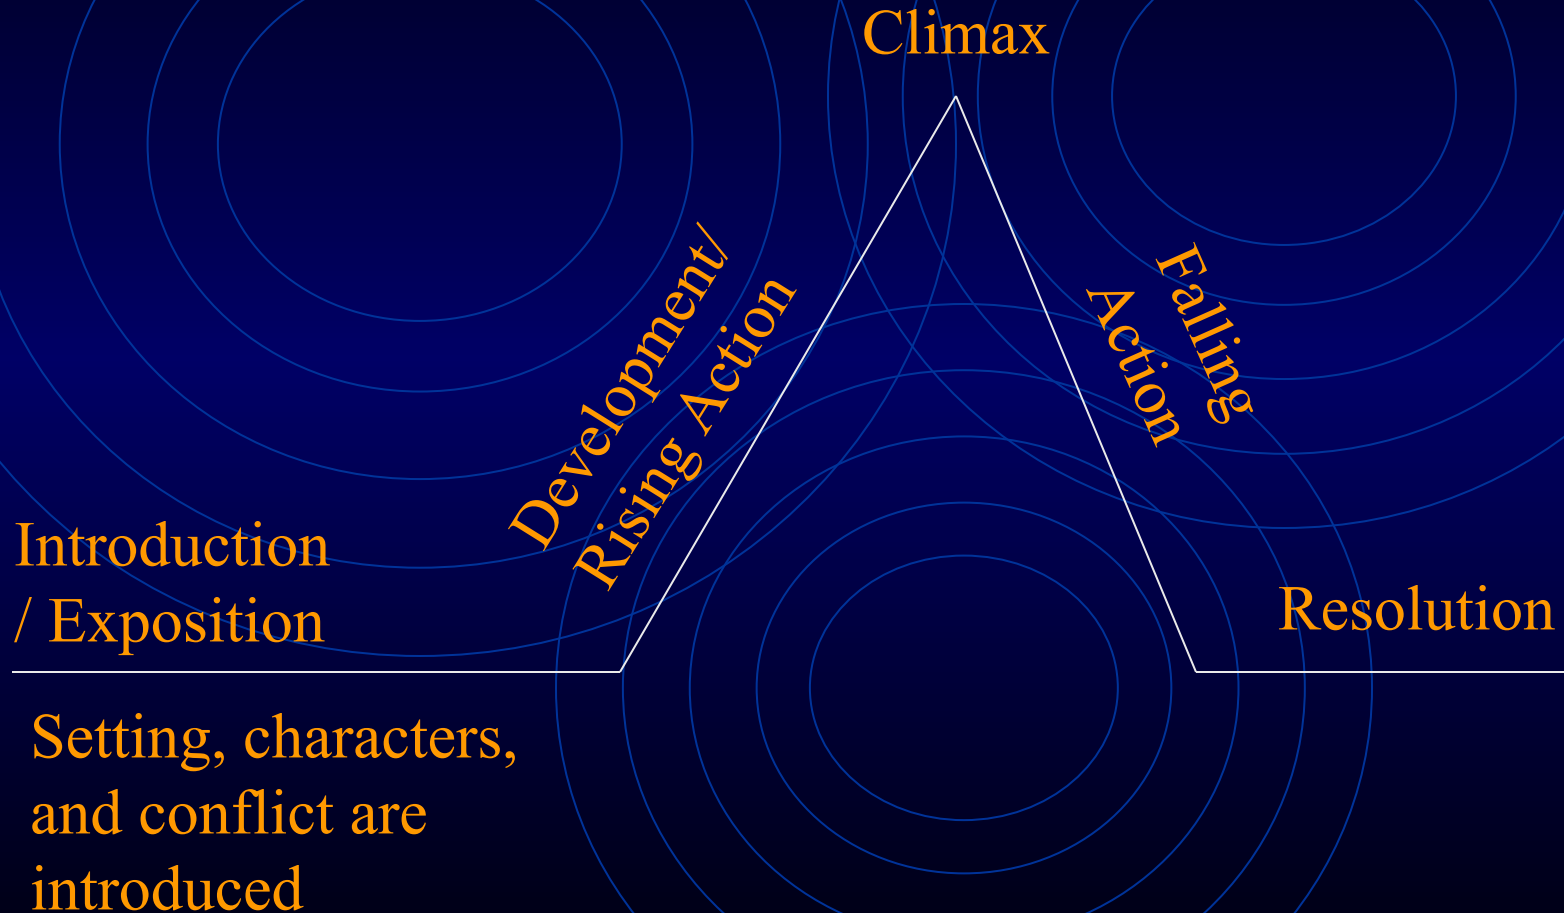 Climax
Development/
Rising Action
Falling
Action
Introduction
/ Exposition
Resolution
Setting, characters,
and conflict are
introduced